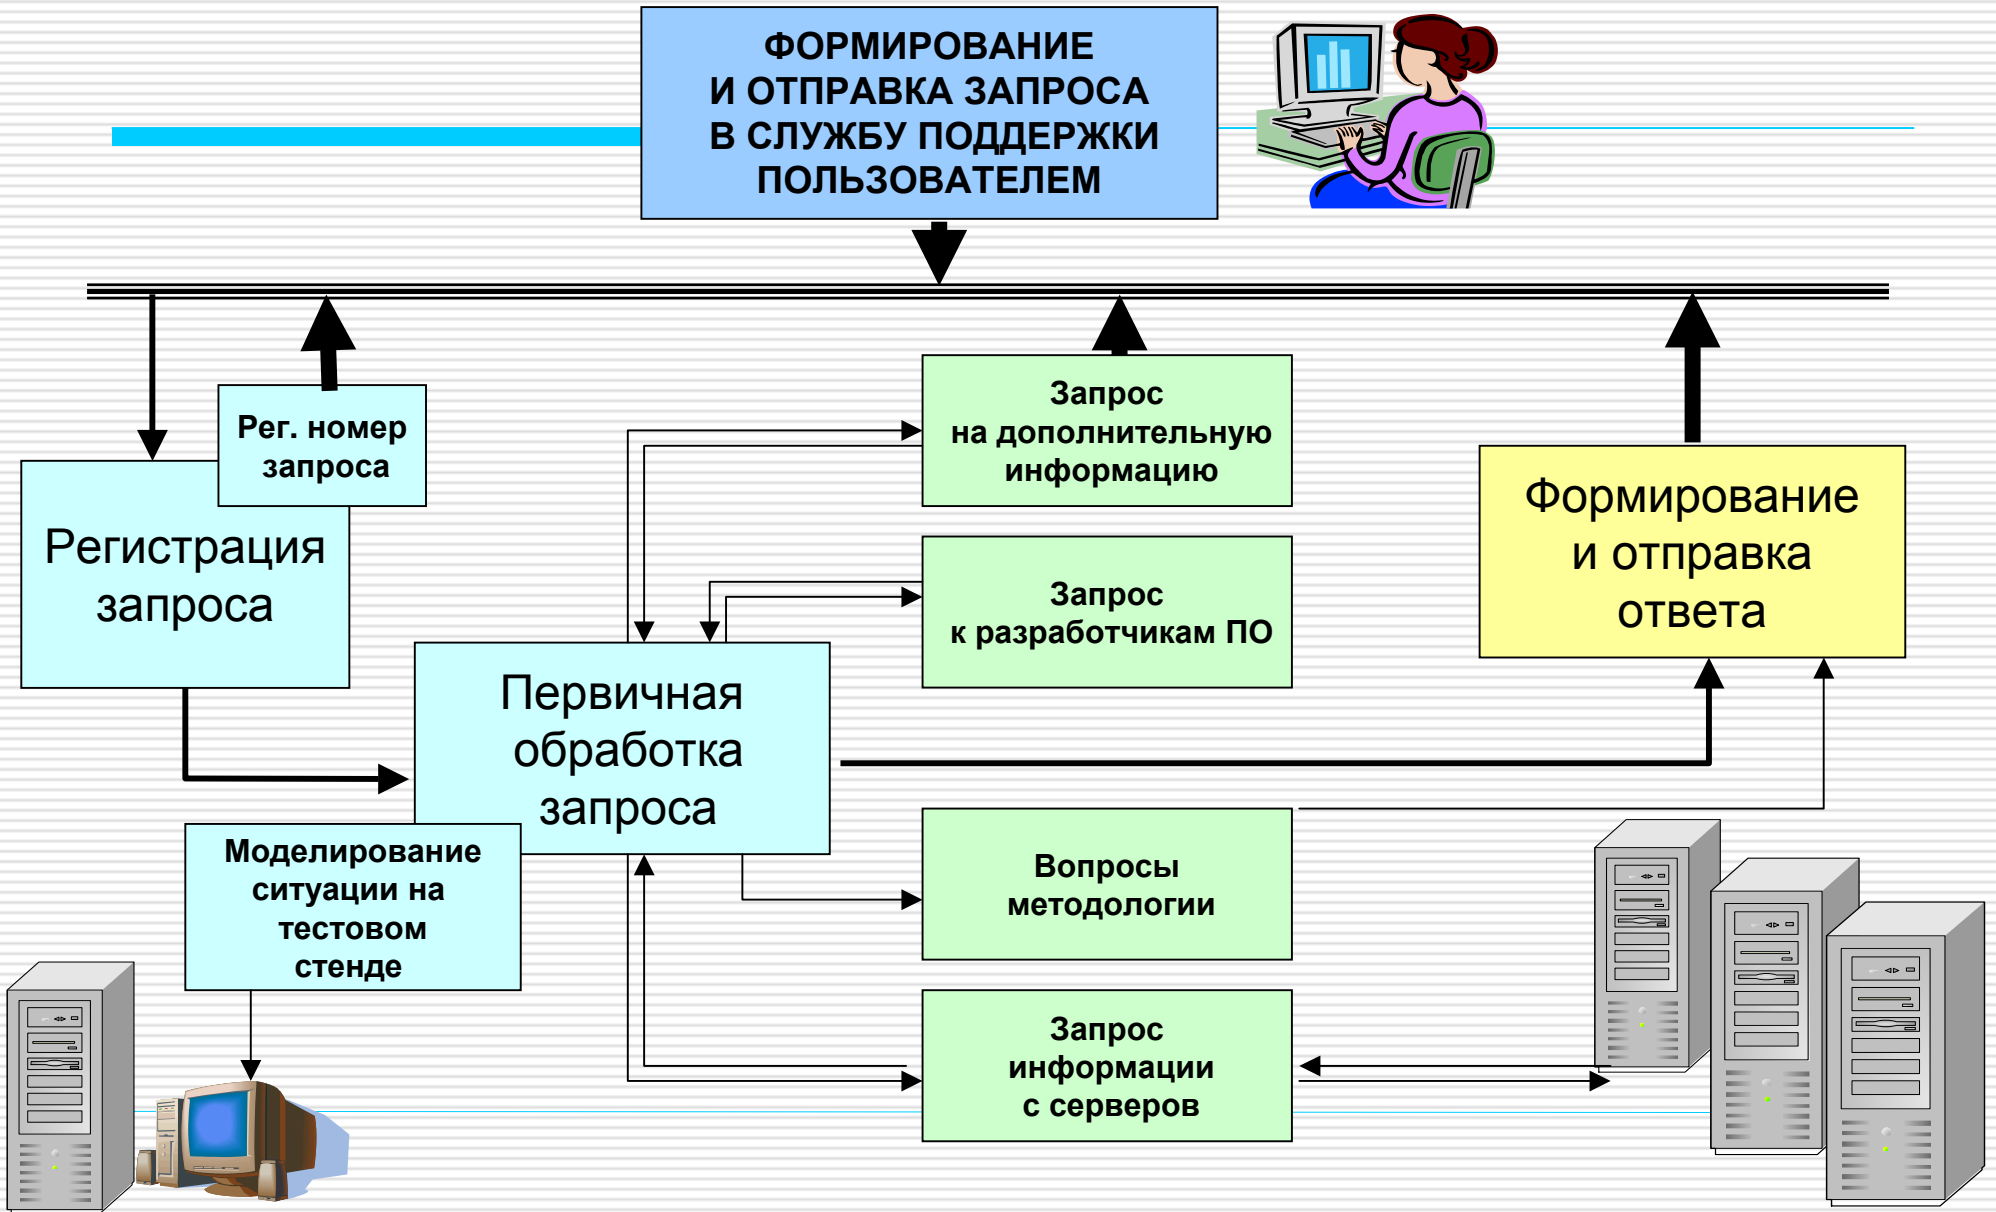 ФОРМИРОВАНИЕ
И ОТПРАВКА ЗАПРОСА
В СЛУЖБУ ПОДДЕРЖКИ
ПОЛЬЗОВАТЕЛЕМ
Рег. номер
запроса
Регистрация
запроса
Запрос
на дополнительную
информацию
Запрос
к разработчикам ПО
Формирование
и отправка
ответа
Первичная
обработка
запроса
Моделирование
ситуации на
тестовом
стенде
Вопросы
методологии
Запрос
информации
с серверов